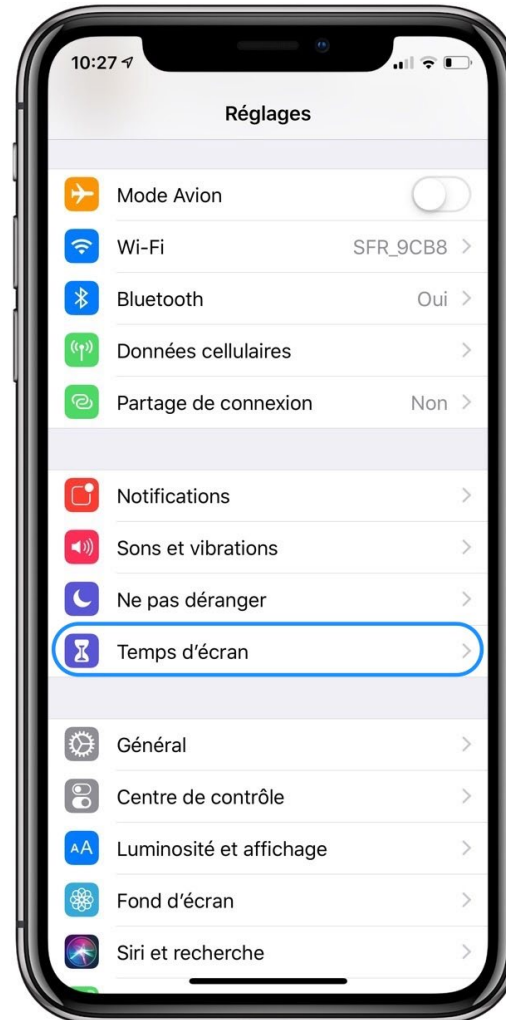 10:27
Réglages
Mode Avion
Wi-Fi SFR_9CB8
Bluetooth Oui
Données cellulaires
Partage de connexion Non
Notifications
Sons et vibrations
Ne pas déranger
Temps d’écran
Général
Centre de contrôle
AA Luminosité et affichage
Fond d’écran
Siri et recherche